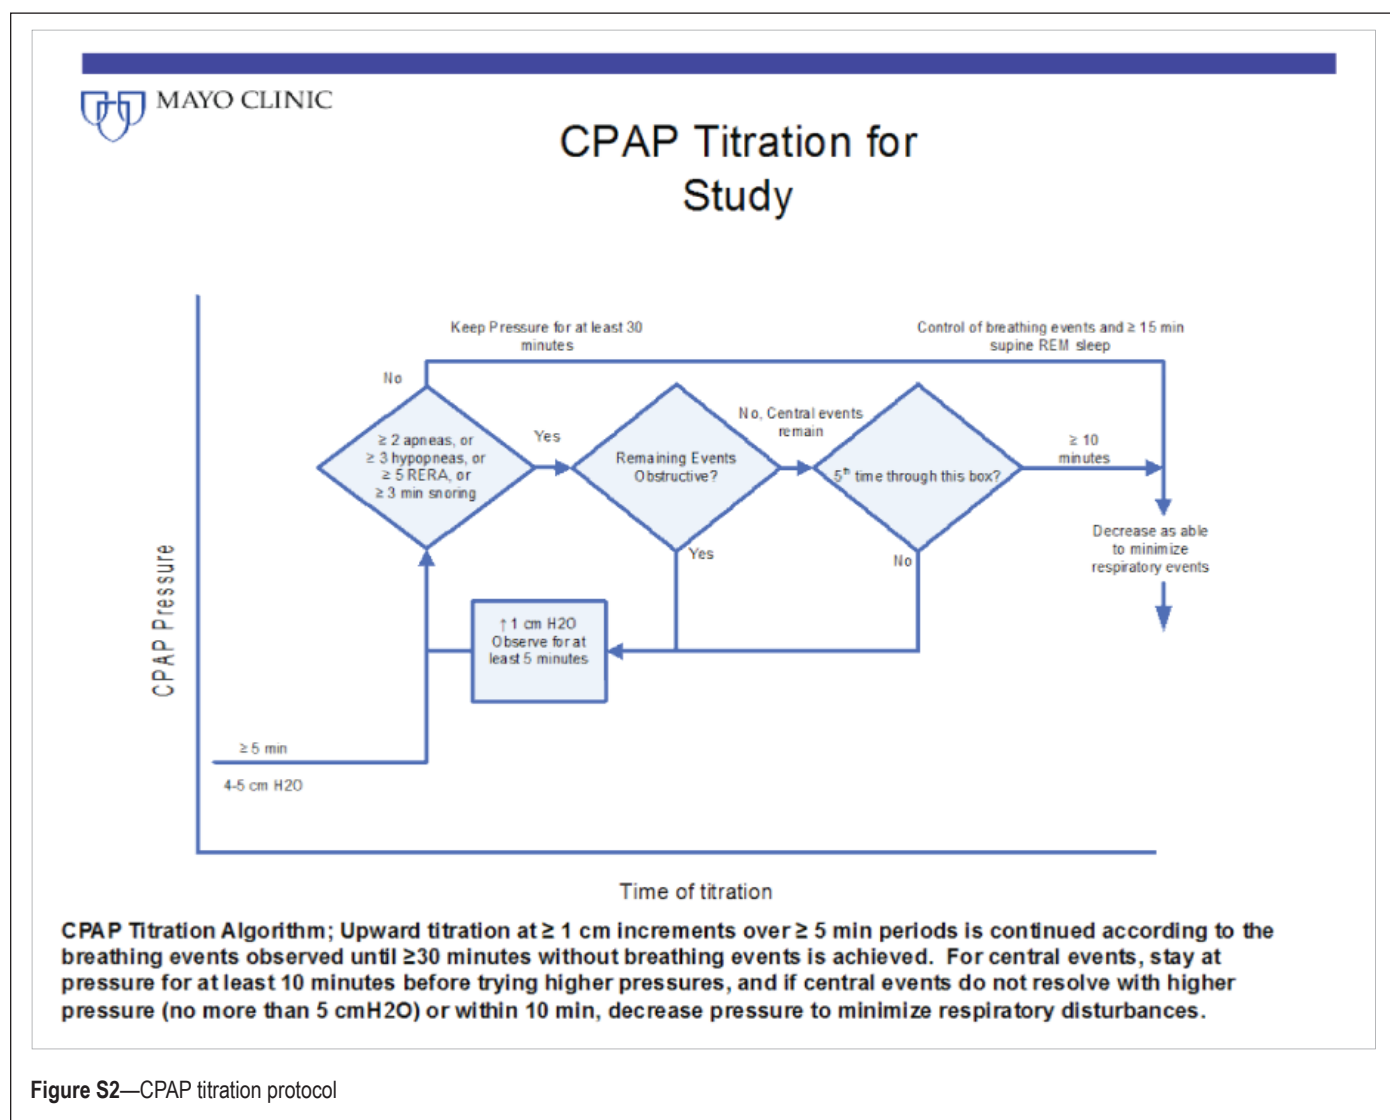 MAYO CLINIC
CPAP Titration for
Study
Keep Pressure for at least 30
minutes
Control of breathing events and ≥ 15 min
supine REM sleep
No
≥ 2 apneas, or
≥ 3 hypopneas, or
≥ 5 RERA, or
≥ 3 min snoring
Yes
Remaining Events
Obstructive?
No, Central events
remain
5th time through this box?
≥ 10
minutes
Decrease as able
to minimize
respiratory events
Yes
No
↑ 1 cm H2O
Observe for at
least 5 minutes
≥ 5 min
4-5 cm H2O
CPAP Pressure
Time of titration
CPAP Titration Algorithm; Upward titration at ≥ 1 cm increments over ≥ 5 min periods is continued according to the
breathing events observed until ≥30 minutes without breathing events is achieved.  For central events, stay at
pressure for at least 10 minutes before trying higher pressures, and if central events do not resolve with higher
pressure (no more than 5 cmH2O) or within 10 min, decrease pressure to minimize respiratory disturbances.
Figure S2—CPAP titration protocol